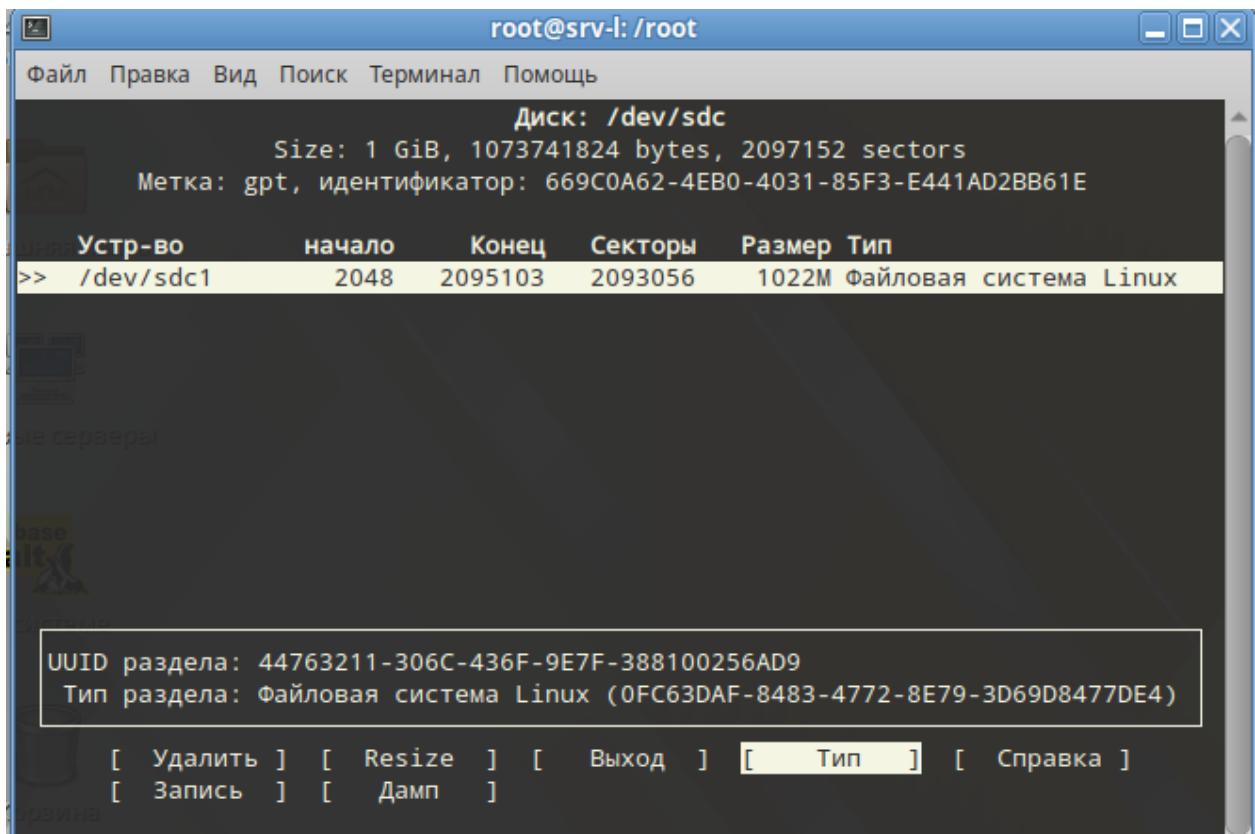 root@srv-l: /root
Файл Правка Вид Поиск Терминал Помощь
Диск: /dev/sdc
Size: 1 GiB, 1073741824 bytes, 2097152 sectors
Метка: gpt, идентификатор: 669C0A62-4EB0-4031-85F3-E441AD2BB61E
Устр-во начало Конец Секторы Размер Тип
>> /dev/sdc1 2048 2095103 2093056 1022M Файловая система Linux
серверы
base
alt
UUID раздела: 44763211-306C-436F-9E7F-388100256AD9
Тип раздела: Файловая система Linux (0FC63DAF-8483-4772-8E79-3D69D8477DE4)
[ Удалить ] [ Resize ] [ Выход ] [ Тип ] [ Справка ]
[ Запись ] [ Дамп ]